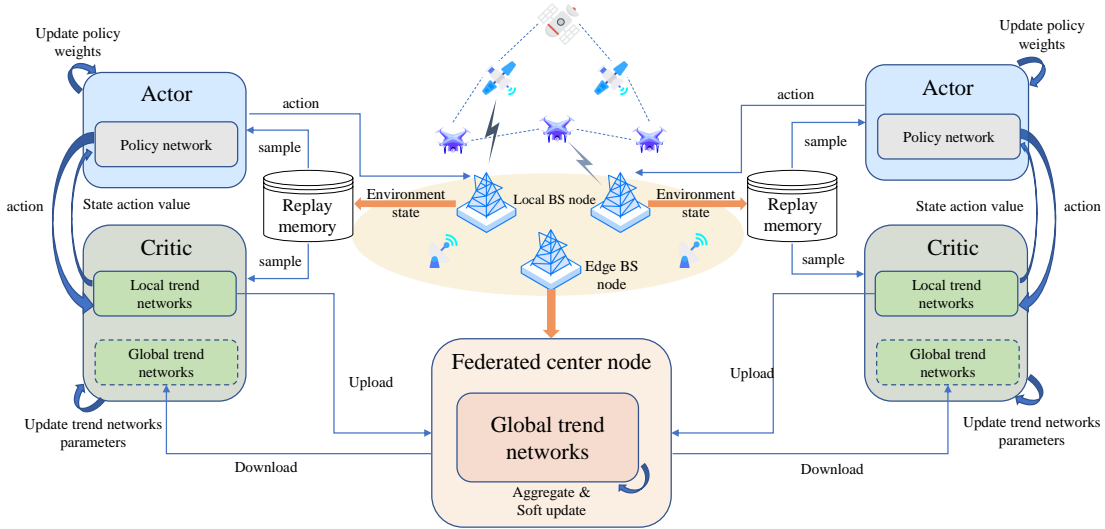 Update policy
weights
Actor
Policy network
action
sample
Replay
memory
sample
action
State action value
Critic
Local trend
networks
Global trend
networks
Update trend networks
parameters
Upload
Download
Environment
state
Local BS node
Edge BS
node
Environment
state
Federated center node
Global trend
networks
Aggregate &
Soft update
Update policy
weights
Actor
Policy network
action
sample
Replay
memory
sample
State action value
action
Critic
Local trend
networks
Global trend
networks
Update trend networks
parameters
Upload
Download